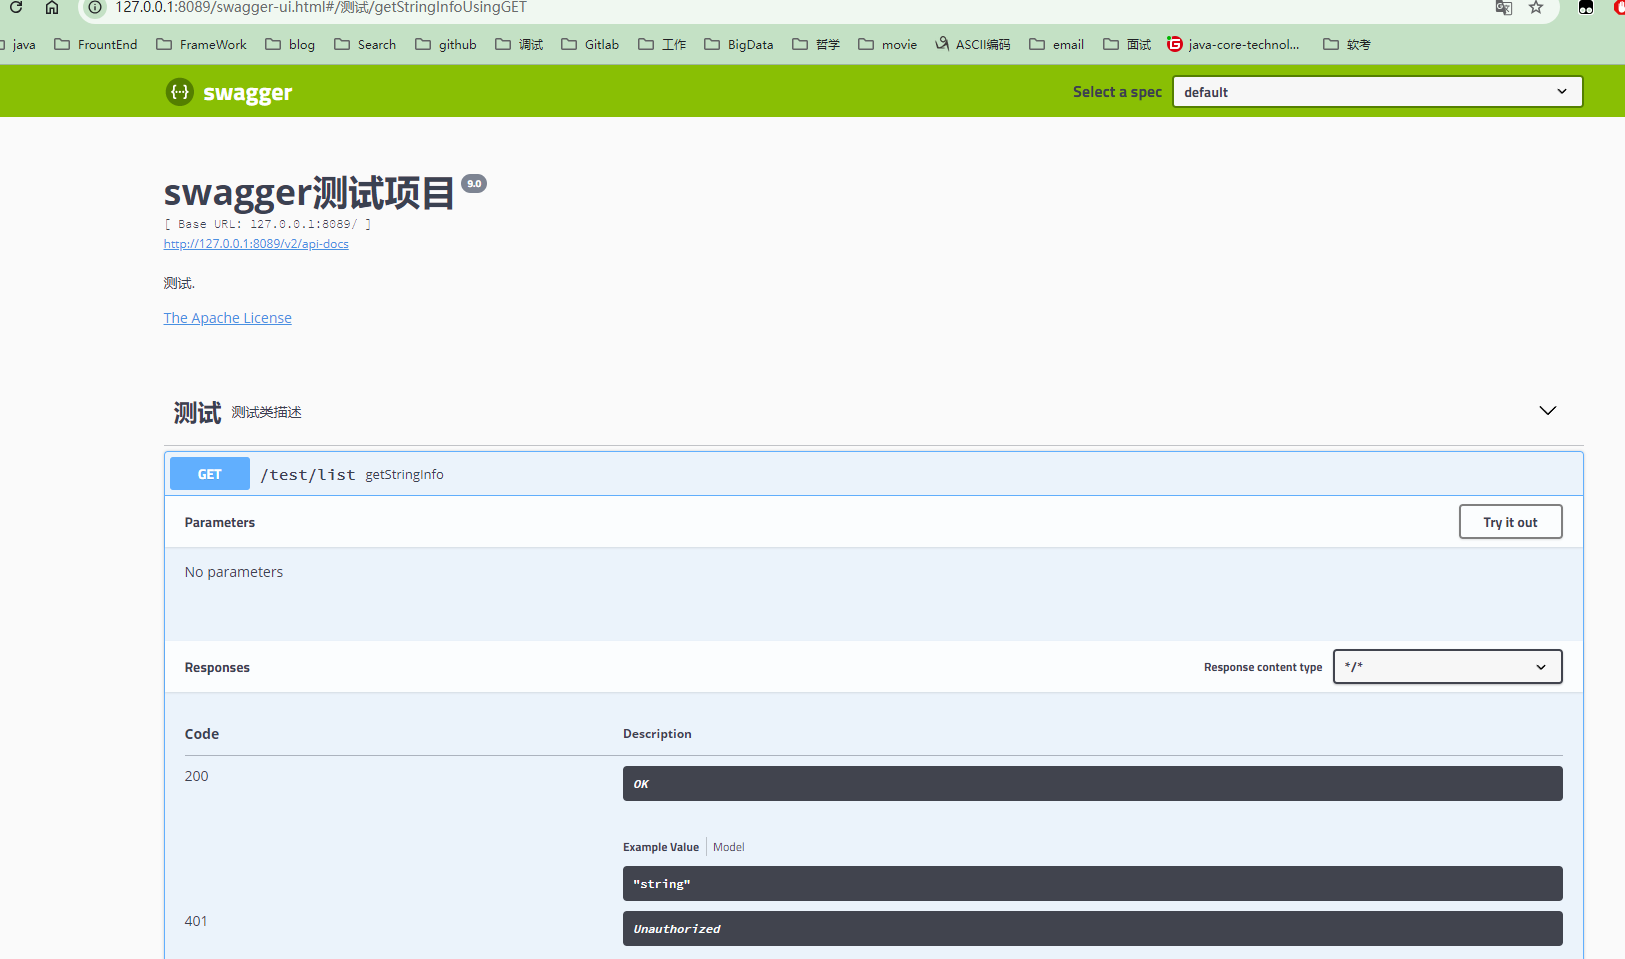 127.0.0.1:8089/swagger-ui.html#/测试/getStringInfoUsingGET
java FrountEnd FrameWork blog Search github 调试 Gitlab 工作 BigData 哲学 movie ASCII编码 email 面试 java-core-technol... 软考
swagger Select a spec default
swagger测试项目 9.0
[ Base URL: 127.0.0.1:8089/ ]
http://127.0.0.1:8089/v2/api-docs
测试.
The Apache License
测试 测试类描述
GET /test/list getStringInfo
Parameters Try it out
No parameters
Responses Response content type */*
Code Description
200 OK
Example Value Model
"string"
401 Unauthorized